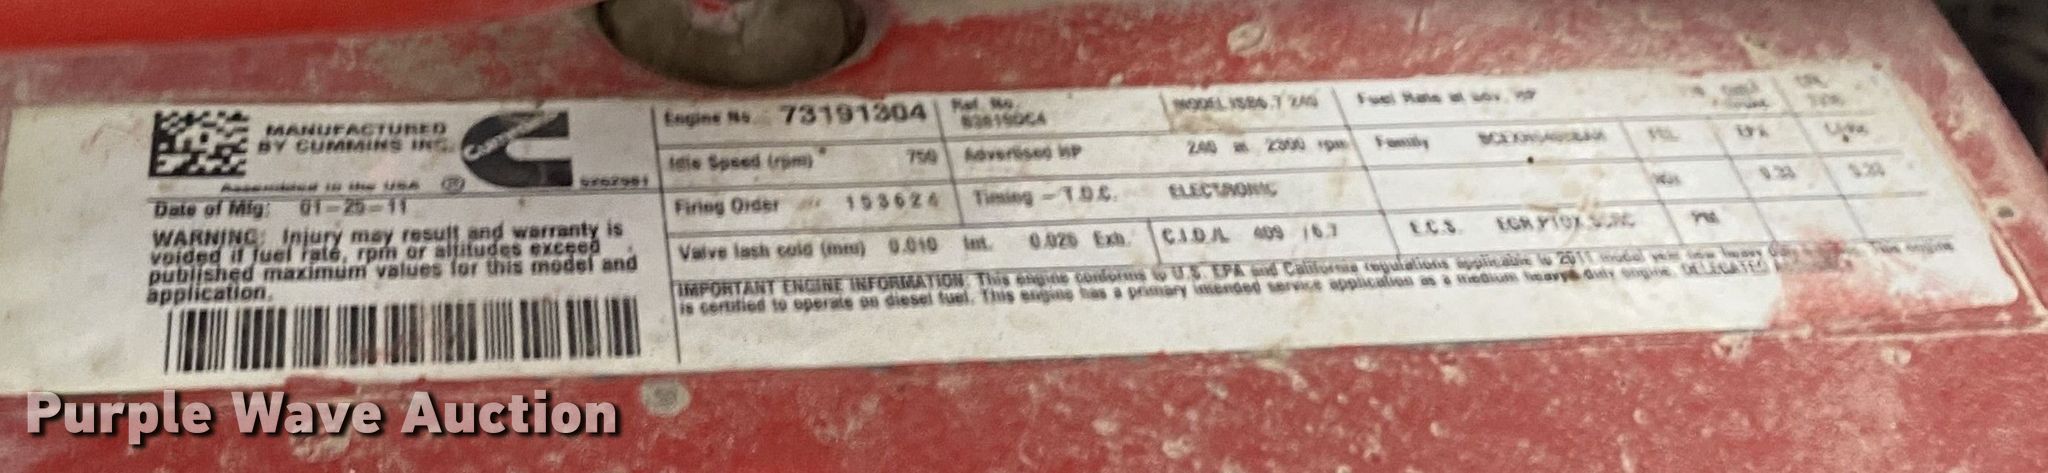 MANUFACTURED
BY CUMMINS INC.
Cummins
Assembled in the USA
Date of Mfg: 01-25-11
WARNING: Injury may result and warranty is
voided if fuel rate, rpm or altitudes exceed
published maximum values for this model and
application.
Engine No. 73191304 Ref. No. MODEL ISB6.7 240 Fuel Rate at adv. HP
Idle Speed (rpm) 750 Advertised HP 240 at 2300 rpm Family FEL EPA
Firing Order 153624 Timing - T.D.C. ELECTRONIC
Valve lash cold (mm) 0.010 Int. 0.026 Exh. C.I.D./L 409 /6.7 E.C.S. PM
IMPORTANT ENGINE INFORMATION: This engine conforms to U.S. EPA and California regulations applicable to 2011 model year
is certified to operate on diesel fuel. This engine has a primary intended service application as a medium heavy duty engine. DELEGATED
Purple Wave Auction